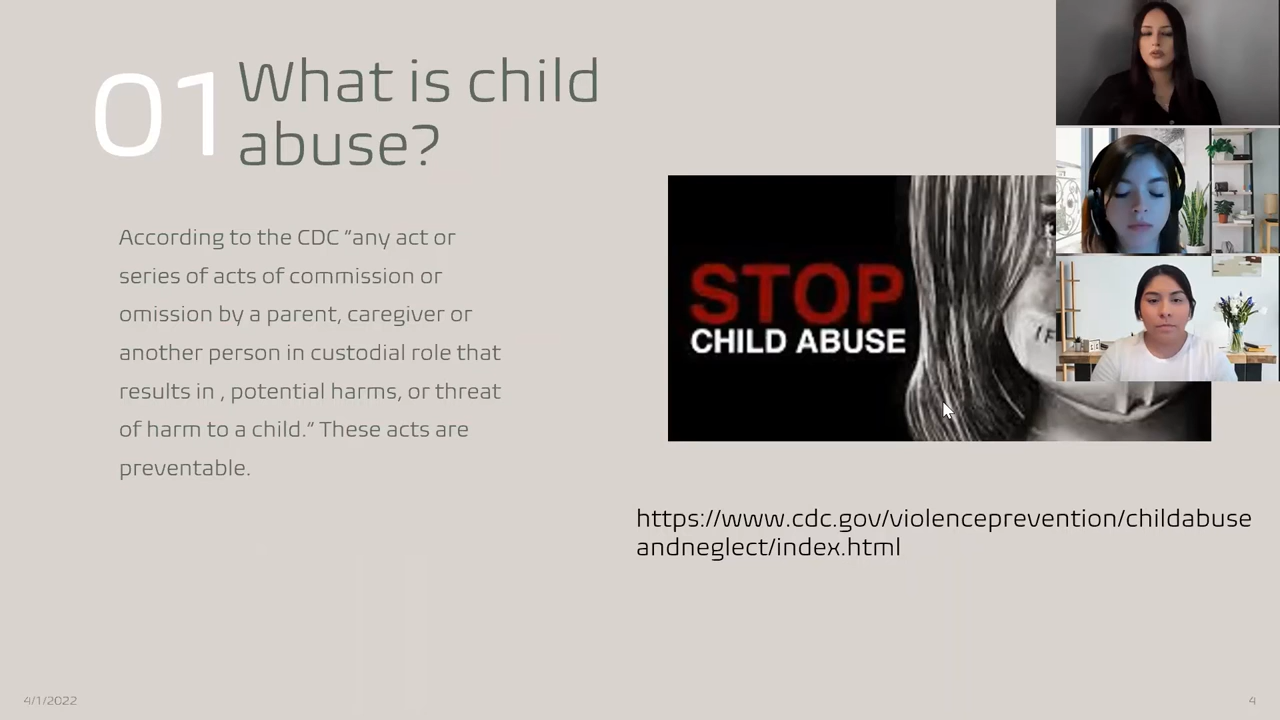 01
What is child
abuse?
According to the CDC “any act or
series of acts of commission or
omission by a parent, caregiver or
another person in custodial role that
results in , potential harms, or threat
of harm to a child.” These acts are
preventable.
STOP
CHILD ABUSE
https://www.cdc.gov/violenceprevention/childabuse
andneglect/index.html
4/1/2022
4